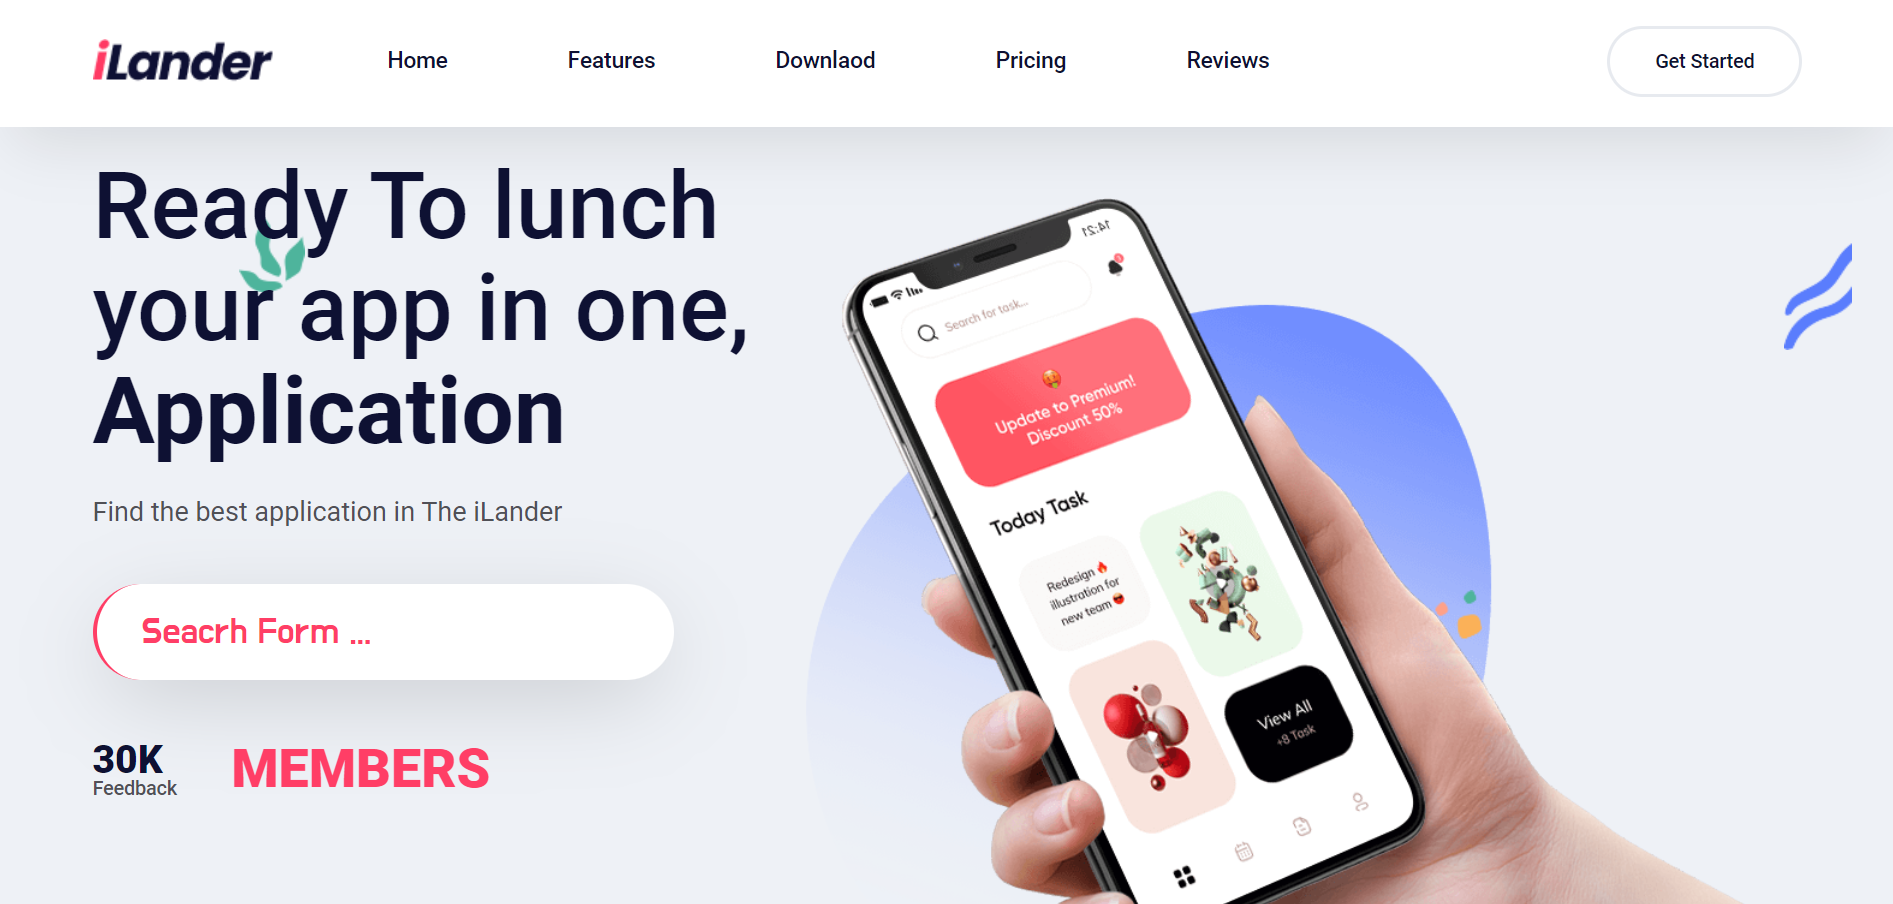 iLander
Home
Features
Downlaod
Pricing
Reviews
Get Started
Ready To lunch
your app in one,
Application
Find the best application in The iLander
Seacrh Form ...
30K
Feedback
MEMBERS
14:21
Search for task...
Update to Premium!
Discount 50%
Today Task
Redesign 🔥
illustration for
new team 😎
View All
+8 Task